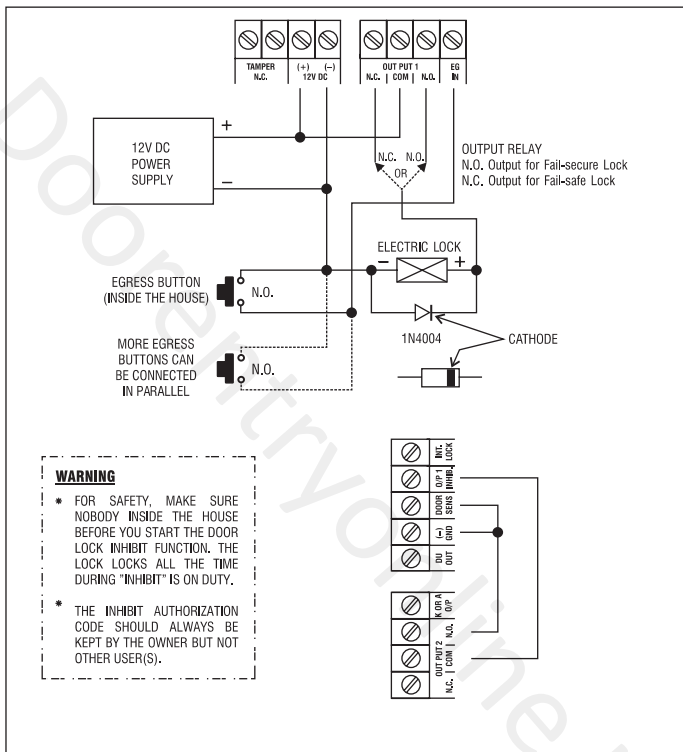 TAMPER
N.C.
(+) (–)
12V DC
OUT PUT 1
N.C. | COM | N.O.
EG
IN
12V DC
POWER
SUPPLY
+
–
N.C. N.O.
OR
OUTPUT RELAY
N.O. Output for Fail-secure Lock
N.C. Output for Fail-safe Lock
ELECTRIC LOCK
– +
EGRESS BUTTON
(INSIDE THE HOUSE)
N.O.
1N4004
CATHODE
MORE EGRESS
BUTTONS CAN
BE CONNECTED
IN PARALLEL
N.O.
WARNING
* FOR SAFETY, MAKE SURE
NOBODY INSIDE THE HOUSE
BEFORE YOU START THE DOOR
LOCK INHIBIT FUNCTION. THE
LOCK LOCKS ALL THE TIME
DURING "INHIBIT" IS ON DUTY.
* THE INHIBIT AUTHORIZATION
CODE SHOULD ALWAYS BE
KEPT BY THE OWNER BUT NOT
OTHER USER(S).
INT.
LOCK
O/P 1
INHIB.
DOOR
SENS
(–)
GND
DU
OUT
K OR A
O/P
OUT PUT 2
N.C. | COM | N.O.
Doorentryonline